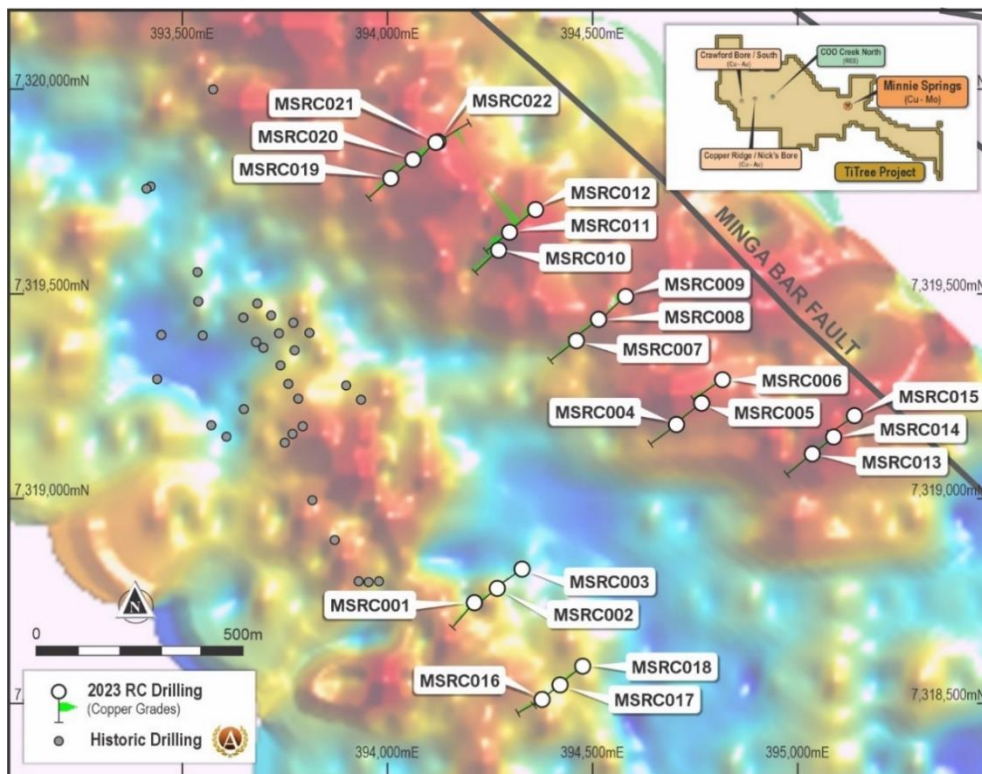 393,500mE
394,000mE
394,500mE
7,320,000mN
Crawford Bore / South
(Cu - Au)
COO Creek North
(REE)
Minnie Springs
(Cu - Mo)
Copper Ridge / Nick's Bore
(Cu - Au)
TiTree Project
MSRC021
MSRC022
MSRC020
MSRC019
MSRC012
MSRC011
MSRC010
MINGA BAR FAULT
7,319,500mN
7,319,500mN
MSRC009
MSRC008
MSRC007
MSRC006
MSRC005
MSRC004
MSRC015
MSRC014
MSRC013
7,319,000mN
7,319,000mN
MSRC003
MSRC002
MSRC001
N
0
500m
MSRC018
MSRC017
MSRC016
7,318,500mN
2023 RC Drilling
(Copper Grades)
Historic Drilling
A
394,000mE
394,500mE
395,000mE